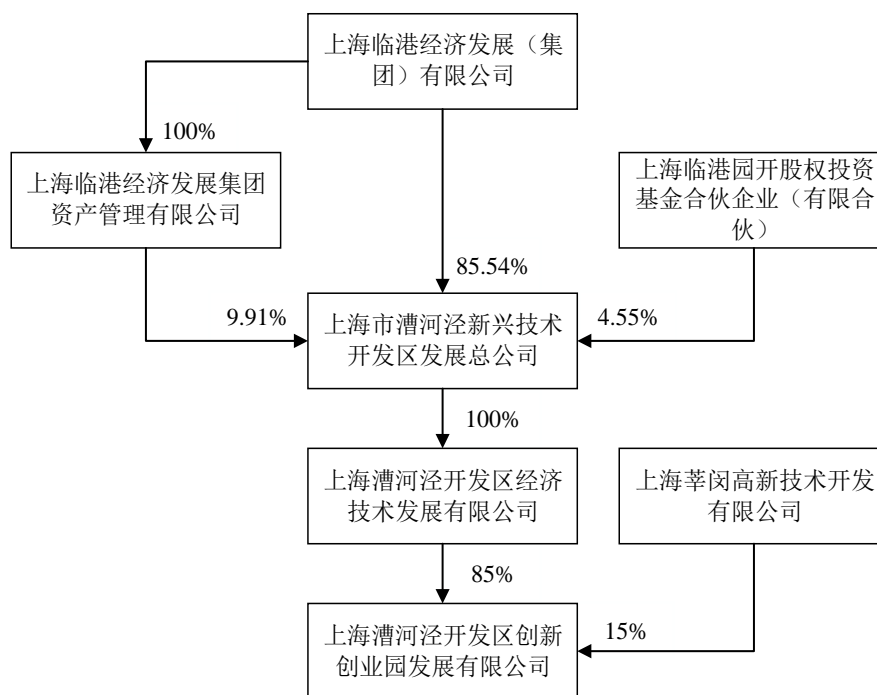 上海临港经济发展（集
团）有限公司
100%
上海临港经济发展集团
资产管理有限公司
上海临港园开股权投资
基金合伙企业（有限合
伙）
85.54%
9.91%
上海市漕河泾新兴技术
开发区发展总公司
4.55%
100%
上海漕河泾开发区经济
技术发展有限公司
上海莘闵高新技术开发
有限公司
85%
上海漕河泾开发区创新
创业园发展有限公司
15%